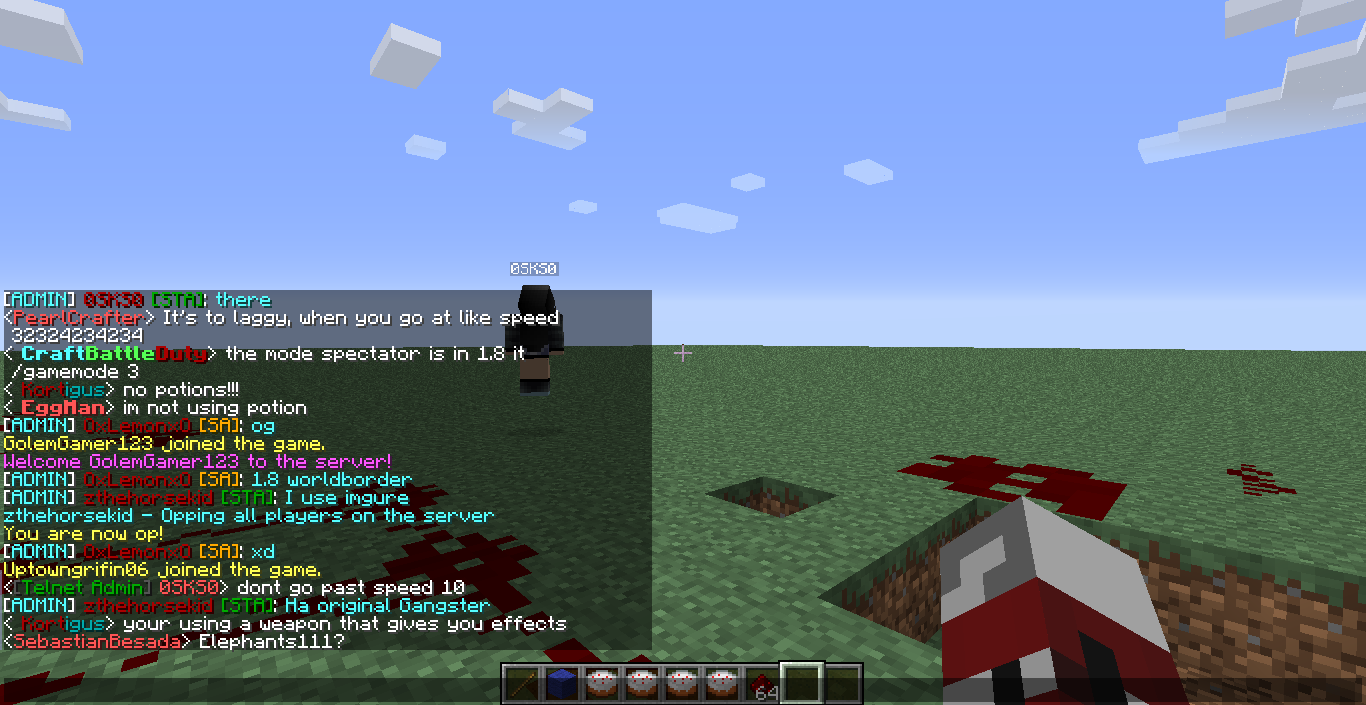 0SKS0
[ADMIN] 0SKS0 [STA]: there
<PearlCrafter> It's to laggy, when you go at like speed
32324234234
< CraftBattleDuty> the mode spectator is in 1.8 it
/gamemode 3
< Kortigus> no potions!!!
< EggMan> im not using potion
[ADMIN] 0xLemonx0 [SA]: og
GolemGamer123 joined the game.
Welcome GolemGamer123 to the server!
[ADMIN] 0xLemonx0 [SA]: 1.8 worldborder
[ADMIN] zthehorsekid [STA]: I use imgure
zthehorsekid - Opping all players on the server
You are now op!
[ADMIN] 0xLemonx0 [SA]: xd
Uptowngrifin06 joined the game.
<[Telnet Admin] 0SKS0> dont go past speed 10
[ADMIN] zthehorsekid [STA]: Ha original Gangster
< Kortigus> your using a weapon that gives you effects
<SebastianBesada> Elephants111?
64